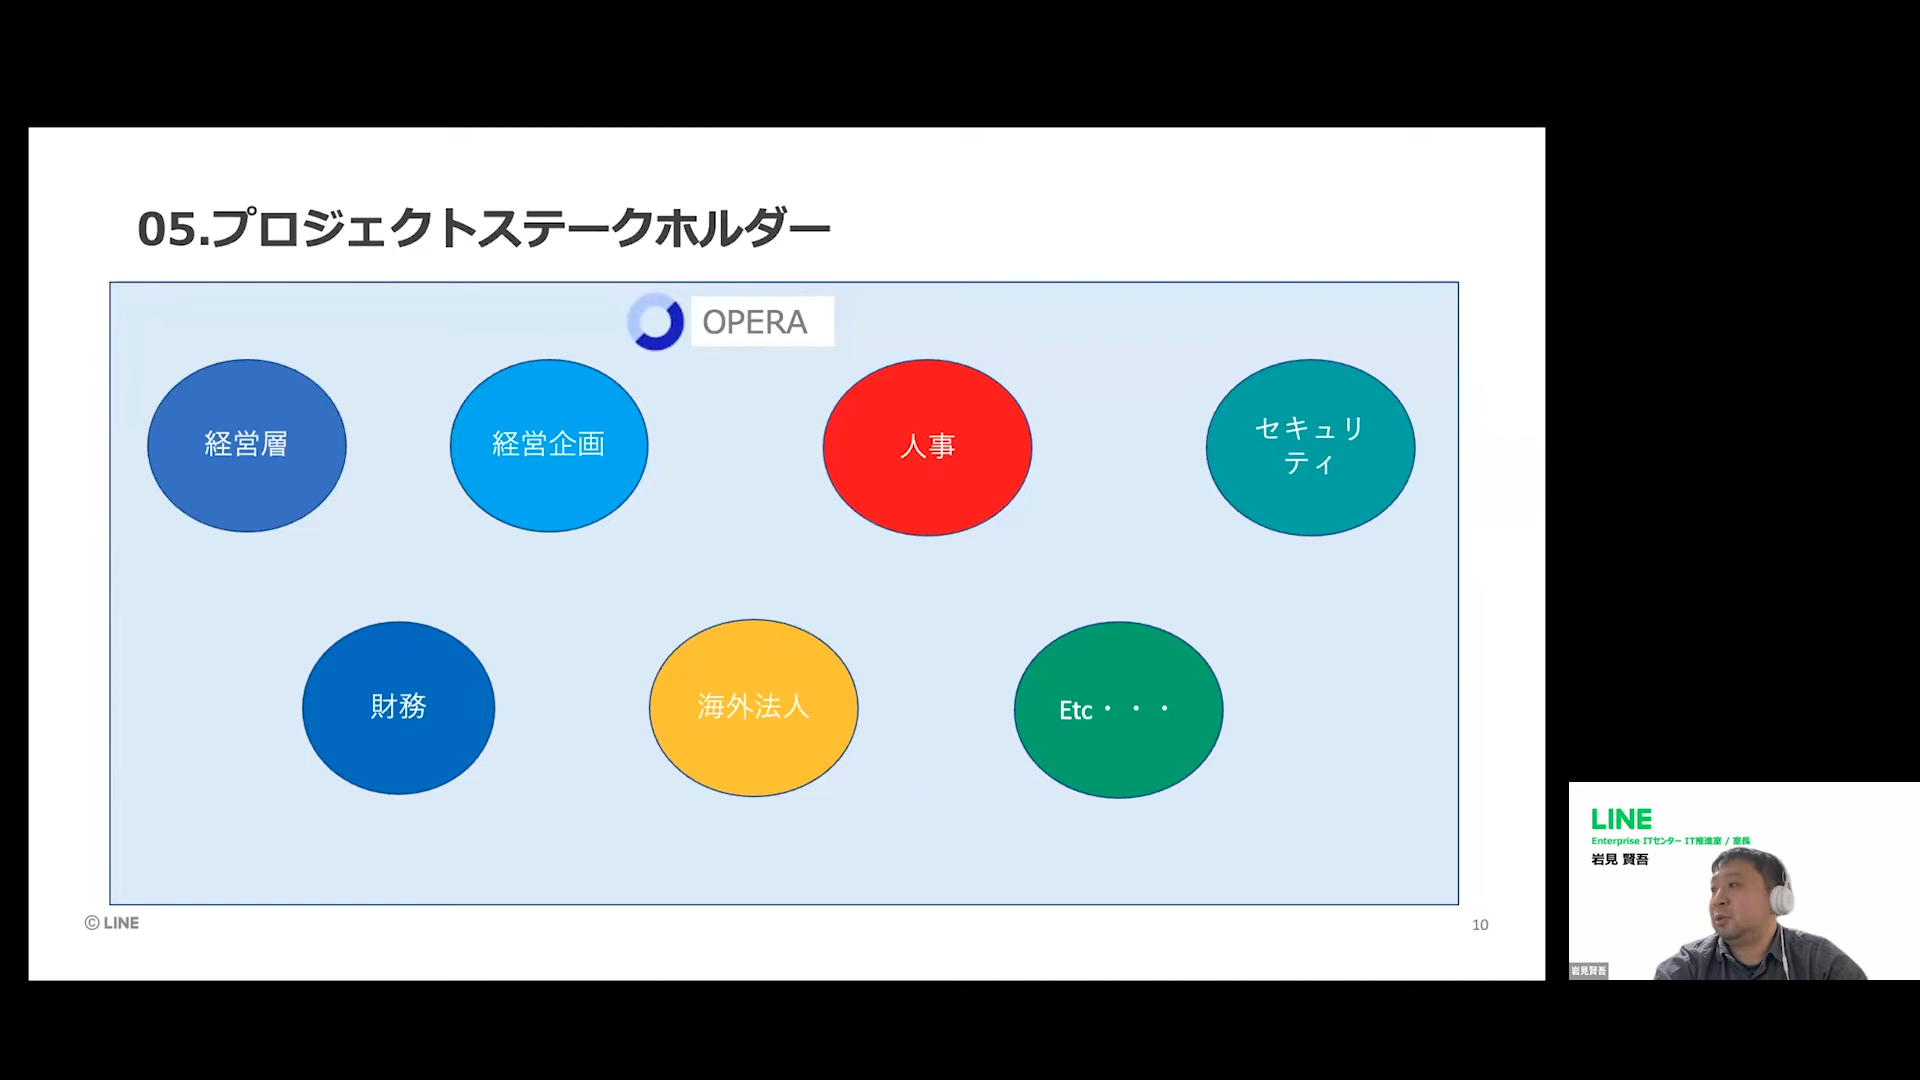 05.プロジェクトステークホルダー
OPERA
経営層
経営企画
人事
セキュリ
ティ
財務
海外法人
Etc・・・
© LINE
10
LINE
Enterprise ITセンター IT推進室 / 室長
岩見 賢吾
岩見賢吾